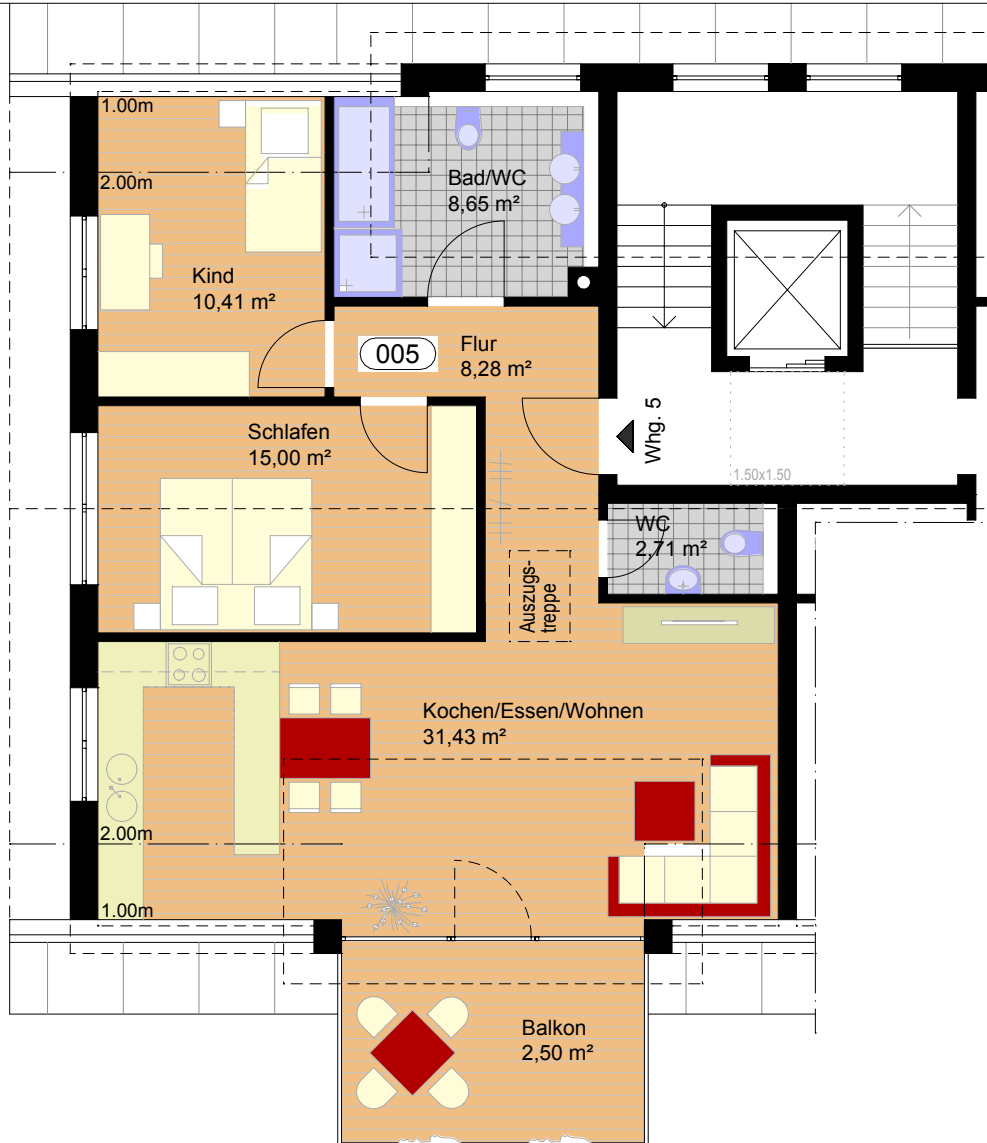 1.00m
2.00m
Bad/WC
8,65 m²
Kind
10,41 m²
005
Flur
8,28 m²
Whg. 5
Schlafen
15,00 m²
1.50x1.50
WC
2,71 m²
Auszugs-
treppe
Kochen/Essen/Wohnen
31,43 m²
2.00m
1.00m
Balkon
2,50 m²